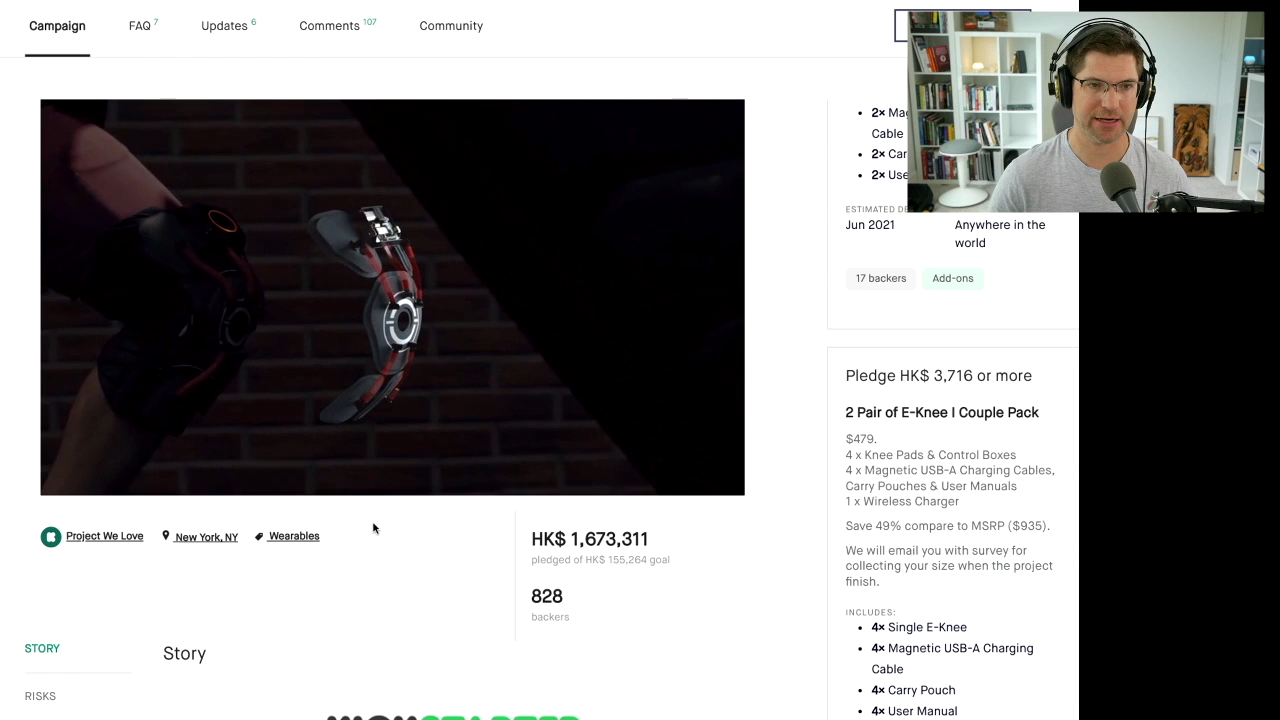 Campaign
FAQ 7
Updates 6
Comments 107
Community
2× Mag
Cable
2× Car
2× Use
ESTIMATED DE
Jun 2021
Anywhere in the
world
17 backers
Add-ons
Pledge HK$ 3,716 or more
2 Pair of E-Knee I Couple Pack
$479.
4 x Knee Pads & Control Boxes
4 x Magnetic USB-A Charging Cables,
Carry Pouches & User Manuals
1 x Wireless Charger
Save 49% compare to MSRP ($935).
We will email you with survey for
collecting your size when the project
finish.
INCLUDES:
4× Single E-Knee
4× Magnetic USB-A Charging
Cable
4× Carry Pouch
4× User Manual
Project We Love
New York, NY
Wearables
HK$ 1,673,311
pledged of HK$ 155,264 goal
828
backers
STORY
RISKS
Story